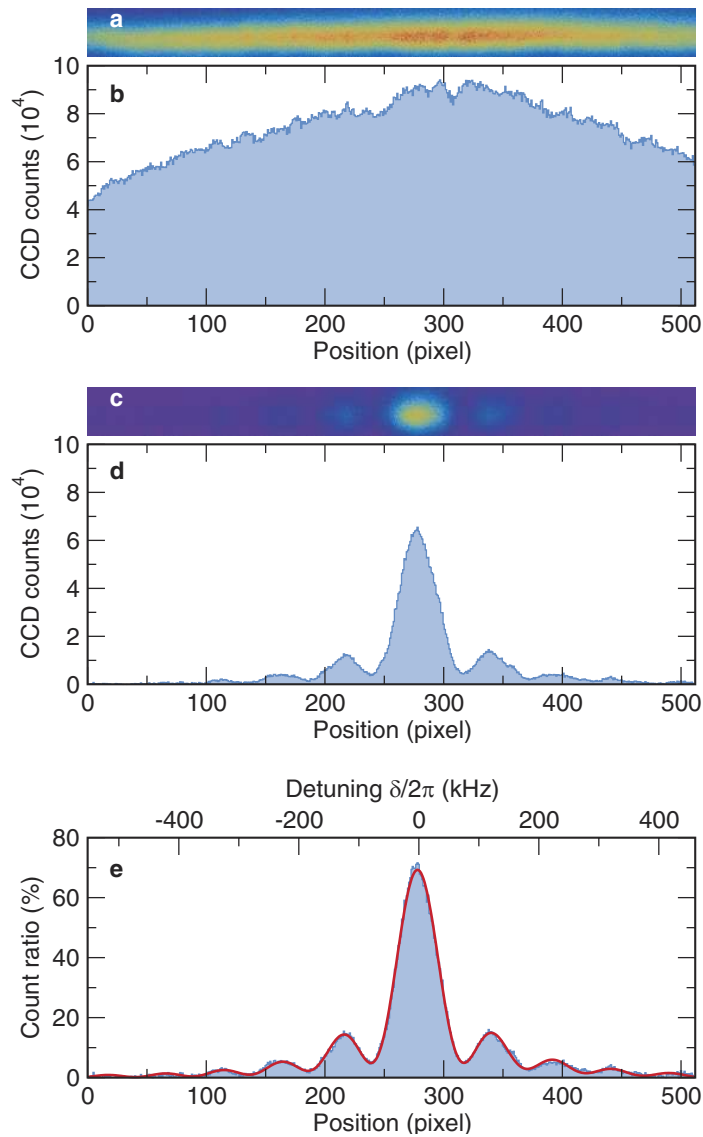 a
b
10
8
6
4
2
0
CCD counts (10⁴)
0 100 200 300 400 500
Position (pixel)
c
d
10
8
6
4
2
0
CCD counts (10⁴)
0 100 200 300 400 500
Position (pixel)
Detuning δ/2π (kHz)
-400 -200 0 200 400
e
80
60
40
20
0
Count ratio (%)
0 100 200 300 400 500
Position (pixel)